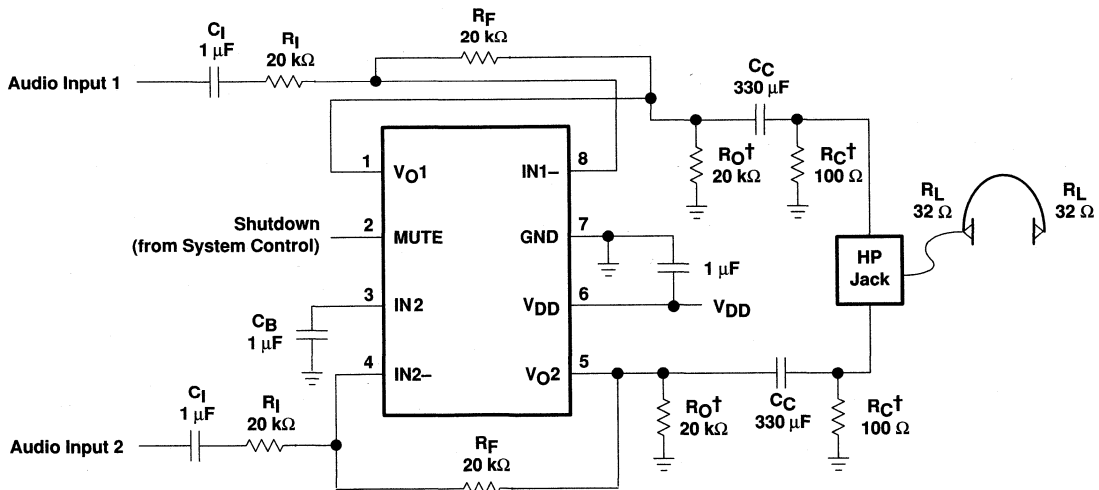 Audio Input 1
CI
1 μF
RI
20 kΩ
RF
20 kΩ
CC
330 μF
RO†
20 kΩ
RC†
100 Ω
1
VO1
8
IN1–
Shutdown
(from System Control)
2
MUTE
7
GND
1 μF
3
IN2
6
VDD
VDD
CB
1 μF
4
IN2–
5
VO2
RL
32 Ω
RL
32 Ω
HP
Jack
Audio Input 2
CI
1 μF
RI
20 kΩ
RF
20 kΩ
RO†
20 kΩ
CC
330 μF
RC†
100 Ω